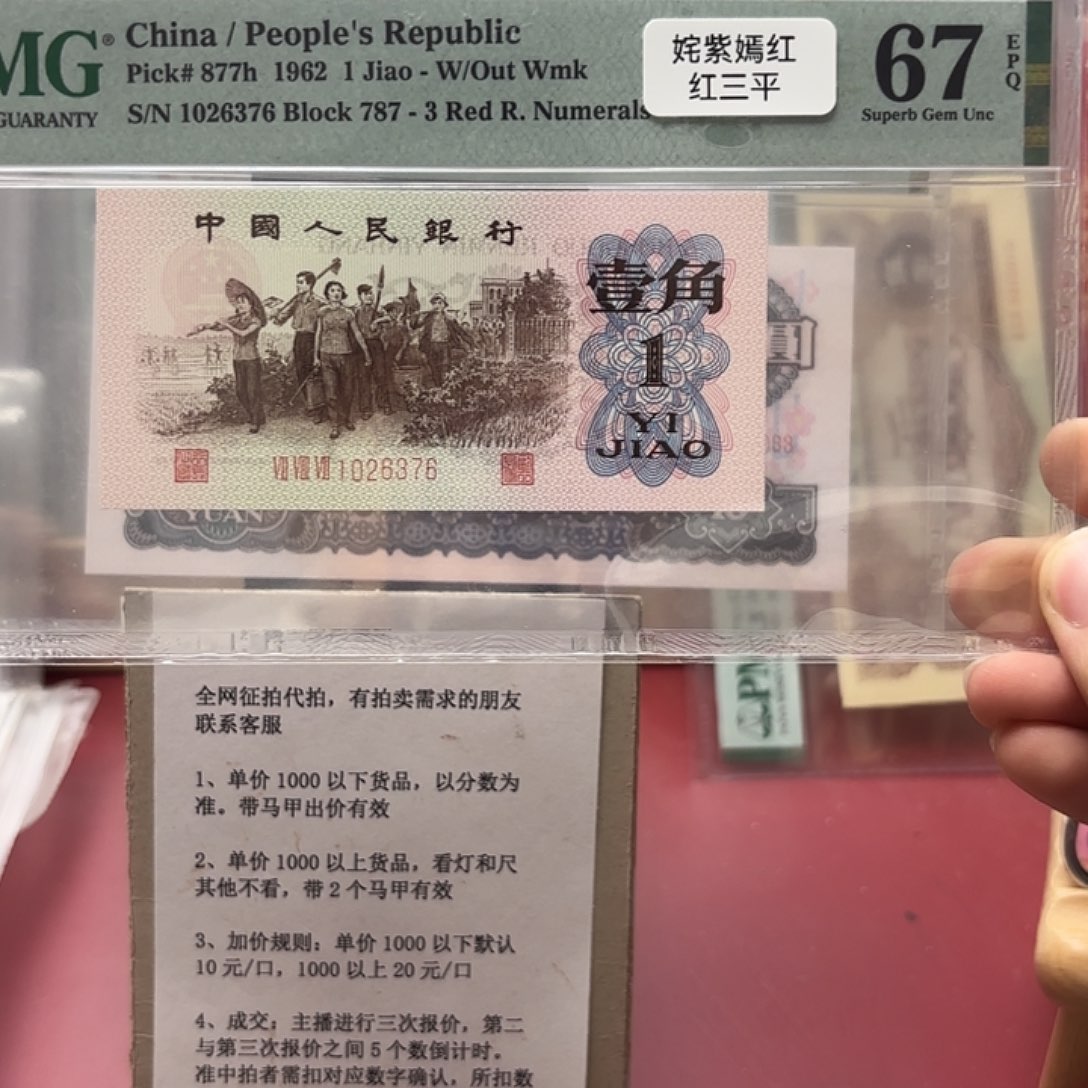 MG®
GUARANTY
China / People's Republic
Pick# 877h 1962 1 Jiao - W/Out Wmk
S/N 1026376 Block 787 - 3 Red R. Numerals
姹紫嫣红
红三平
67
EPQ
Superb Gem Unc
中國人民銀行
壹角
1
YI
JIAO
ⅦⅧⅦ1026376
YUAN
全网征拍代拍，有拍卖需求的朋友
联系客服
1、单价 1000 以下货品，以分数为
准。带马甲出价有效
2、单价 1000 以上货品，看灯和尺
其他不看，带 2 个马甲有效
3、加价规则：单价 1000 以下默认
10 元/口，1000 以上 20 元/口
4、成交：主播进行三次报价，第二
与第三次报价之间 5 个数倒计时。
准中拍者需扣对应数字确认，所扣数